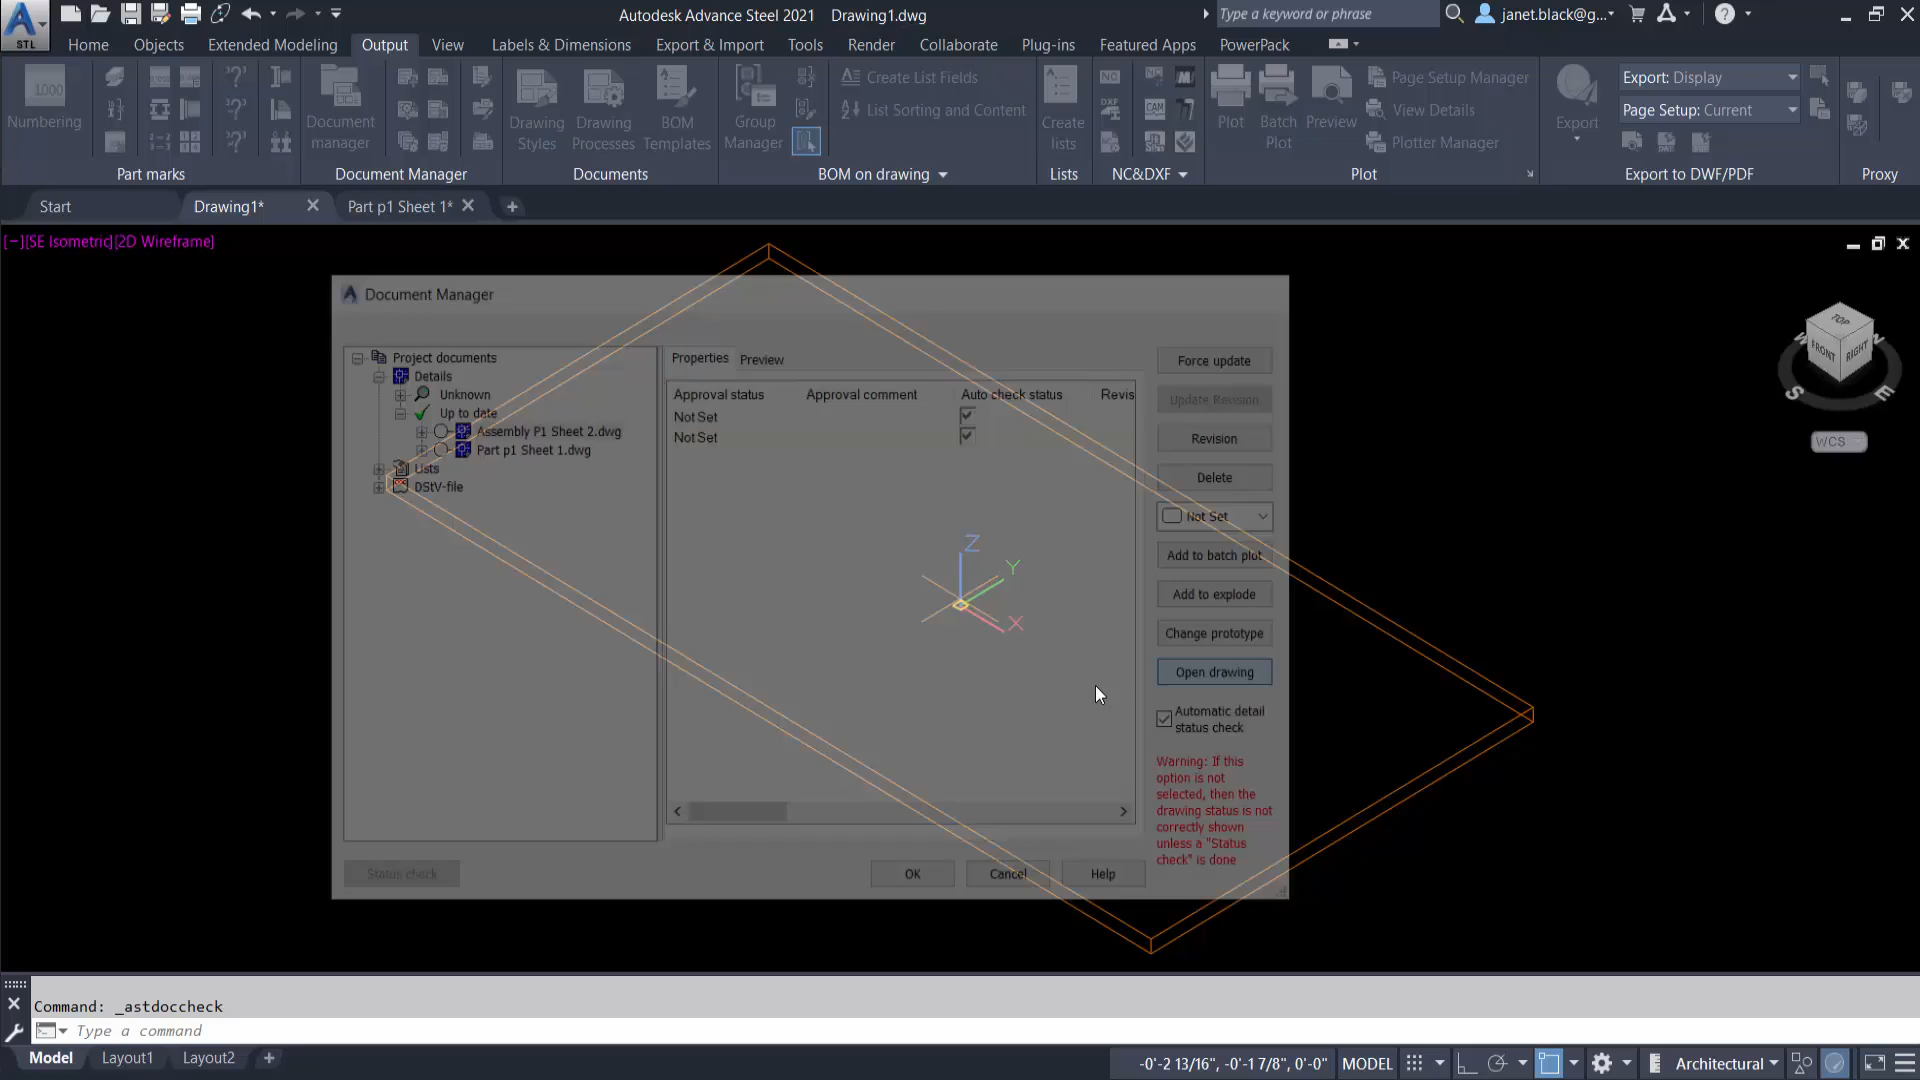 STL
Autodesk Advance Steel 2021 Drawing1.dwg
Type a keyword or phrase
janet.black@g...
Home Objects Extended Modeling Output View Labels & Dimensions Export & Import Tools Render Collaborate Plug-ins Featured Apps PowerPack
1.000
Numbering
Document
manager
Drawing
Styles
Drawing
Processes
BOM
Templates
Group
Manager
Create List Fields
List Sorting and Content
Create
lists
NC
DXF
CAM
Plot
Batch
Plot
Preview
Page Setup Manager
View Details
Plotter Manager
Export
Export: Display
Page Setup: Current
Part marks Document Manager Documents BOM on drawing Lists NC&DXF Plot Export to DWF/PDF Proxy
Start Drawing1* Part p1 Sheet 1*
[−][SE Isometric][2D Wireframe]
Document Manager
Project documents
Details
Unknown
Up to date
Assembly P1 Sheet 2.dwg
Part p1 Sheet 1.dwg
Lists
DStV-file
Properties Preview
Approval status Approval comment Auto check status Revis
Not Set
Not Set
Z
Y
X
Force update
Update Revision
Revision
Delete
Not Set
Add to batch plot
Add to explode
Change prototype
Open drawing
Automatic detail
status check
Warning: If this
option is not
selected, then the
drawing status is not
correctly shown
unless a "Status
check" is done
Status check
OK Cancel Help
TOP
FRONT
RIGHT
W
N
S
E
WCS
Command: _astdoccheck
Type a command
Model Layout1 Layout2
-0'-2 13/16", -0'-1 7/8", 0'-0" MODEL Architectural